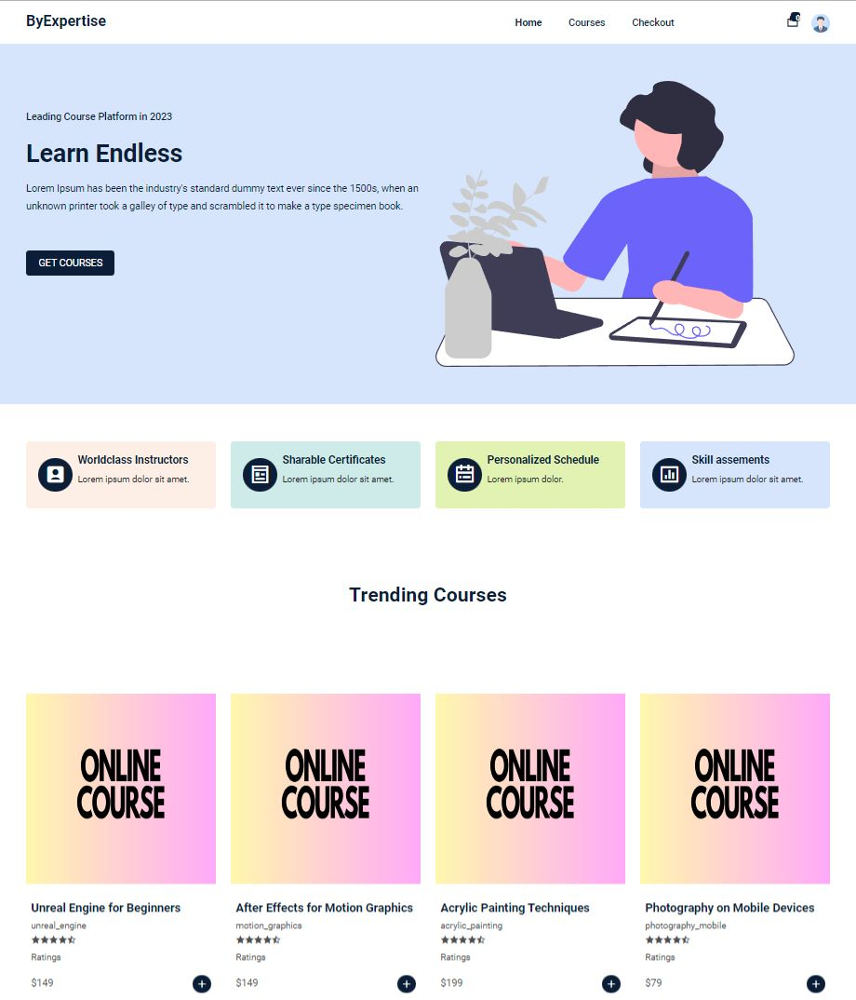 ByExpertise
Home Courses Checkout
0
Leading Course Platform in 2023
Learn Endless
Lorem Ipsum has been the industry's standard dummy text ever since the 1500s, when an
unknown printer took a galley of type and scrambled it to make a type specimen book.
GET COURSES
Worldclass Instructors
Lorem ipsum dolor sit amet.
Sharable Certificates
Lorem ipsum dolor sit amet.
Personalized Schedule
Lorem ipsum dolor.
Skill assements
Lorem ipsum dolor sit amet.
Trending Courses
ONLINE
COURSE
Unreal Engine for Beginners
unreal_engine
Ratings
$149
ONLINE
COURSE
After Effects for Motion Graphics
motion_graphics
Ratings
$149
ONLINE
COURSE
Acrylic Painting Techniques
acrylic_painting
Ratings
$199
ONLINE
COURSE
Photography on Mobile Devices
photography_mobile
Ratings
$79